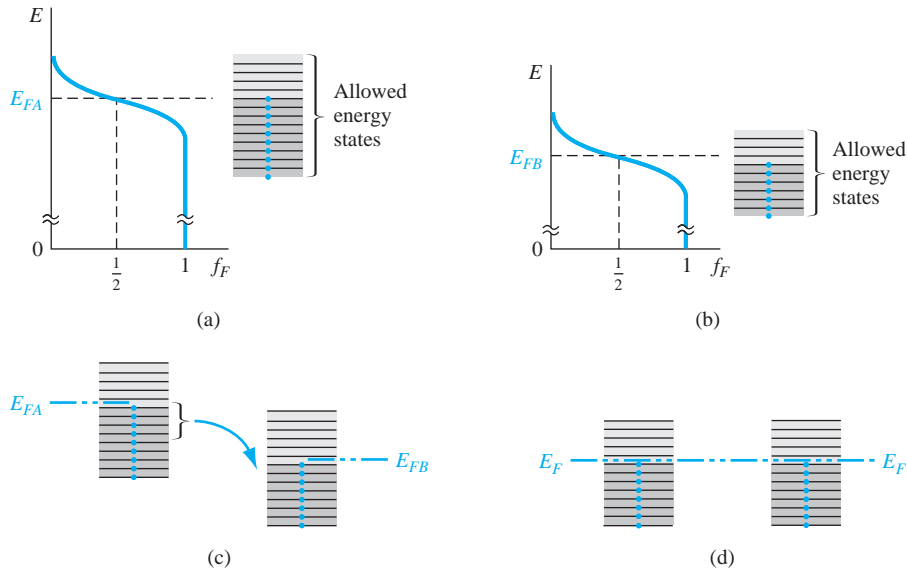 E
E_FA
Allowed
energy
states
0
1/2
1
f_F
(a)
E
E_FB
Allowed
energy
states
0
1/2
1
f_F
(b)
E_FA
E_FB
(c)
E_F
E_F
(d)